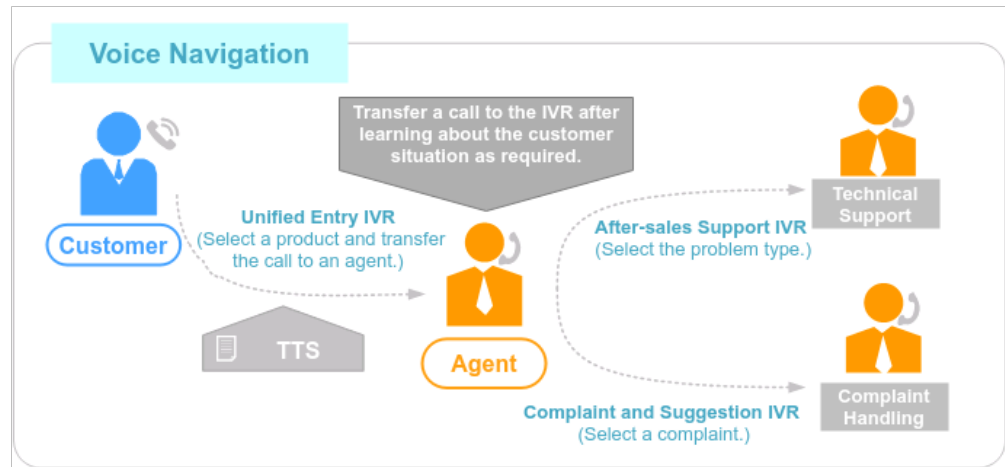 Voice Navigation
Transfer a call to the IVR after
learning about the customer
situation as required.
Customer
Unified Entry IVR
(Select a product and transfer
the call to an agent.)
TTS
Agent
After-sales Support IVR
(Select the problem type.)
Technical
Support
Complaint and Suggestion IVR
(Select a complaint.)
Complaint
Handling